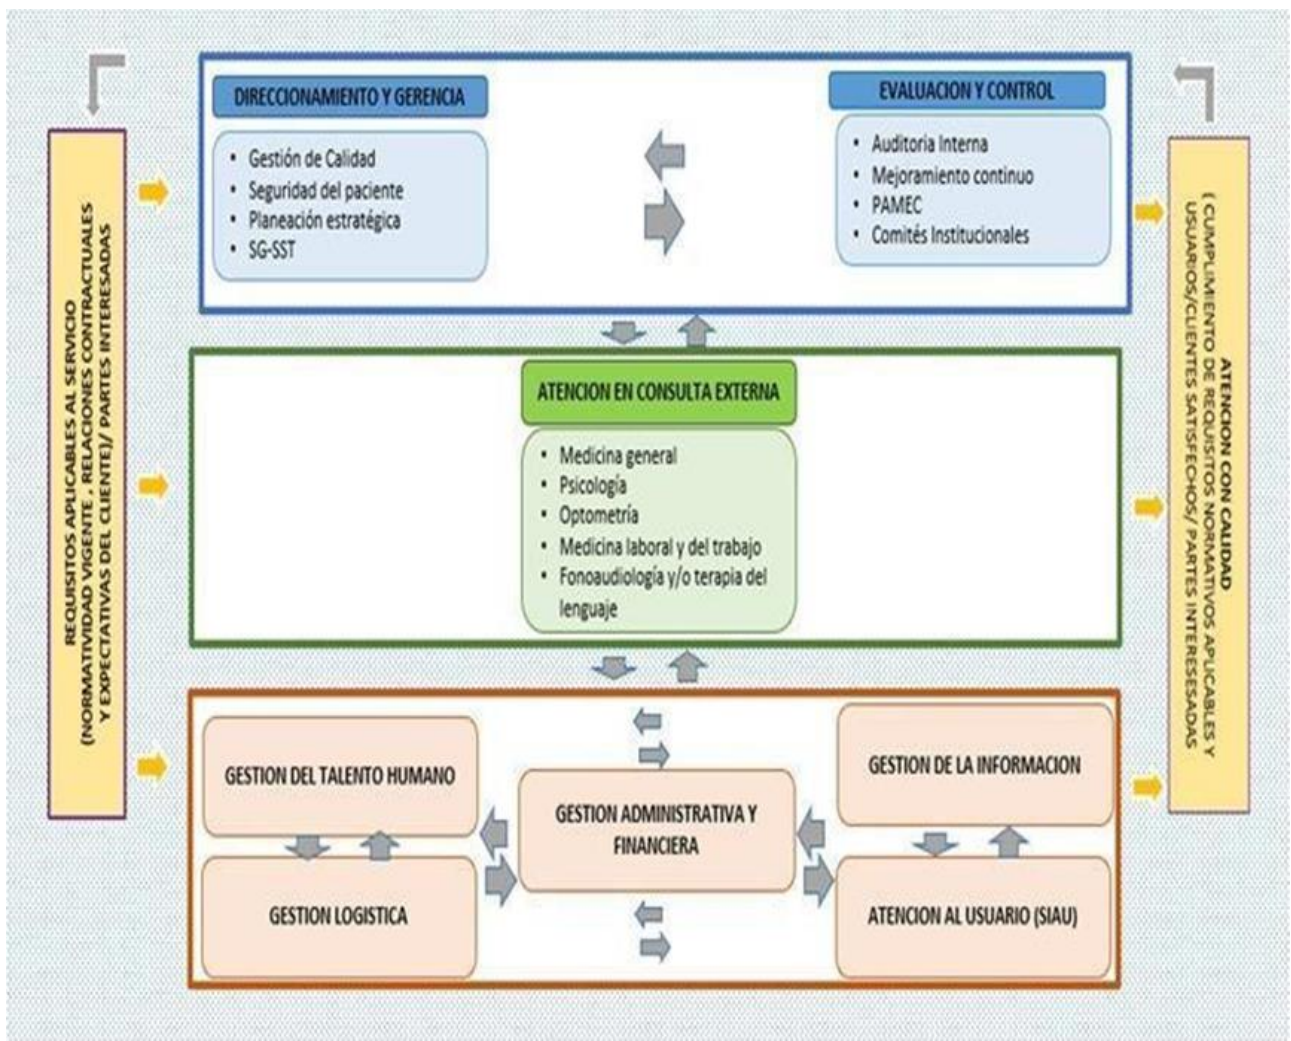 REQUISITOS APLICABLES AL SERVICIO
(NORMATIVIDAD VIGENTE , RELACIONES CONTRACTUALES
Y EXPECTATIVAS DEL CLIENTE)/ PARTES INTERESADAS
DIRECCIONAMIENTO Y GERENCIA
• Gestión de Calidad
• Seguridad del paciente
• Planeación estratégica
• SG-SST
EVALUACION Y CONTROL
• Auditoria Interna
• Mejoramiento continuo
• PAMEC
• Comités Institucionales
ATENCION EN CONSULTA EXTERNA
• Medicina general
• Psicología
• Optometría
• Medicina laboral y del trabajo
• Fonoaudiología y/o terapia del
lenguaje
GESTION DEL TALENTO HUMANO
GESTION LOGISTICA
GESTION ADMINISTRATIVA Y
FINANCIERA
GESTION DE LA INFORMACION
ATENCION AL USUARIO (SIAU)
ATENCION CON CALIDAD
( CUMPLIMIENTO DE REQUISITOS NORMATIVOS APLICABLES Y
USUARIOS/CLIENTES SATISFECHOS/ PARTES INTERESESADAS